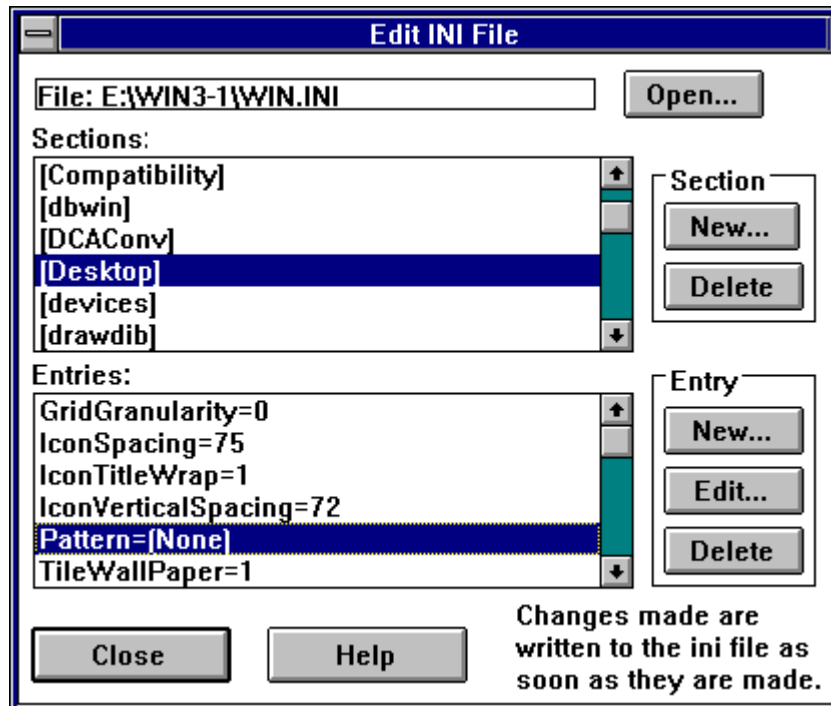 Edit INI File
File: E:\WIN3-1\WIN.INI
Open...
Sections:
[Compatibility]
[dbwin]
[DCAConv]
[Desktop]
[devices]
[drawdib]
Section
New...
Delete
Entries:
GridGranularity=0
IconSpacing=75
IconTitleWrap=1
IconVerticalSpacing=72
Pattern=(None)
TileWallPaper=1
Entry
New...
Edit...
Delete
Close
Help
Changes made are
written to the ini file as
soon as they are made.